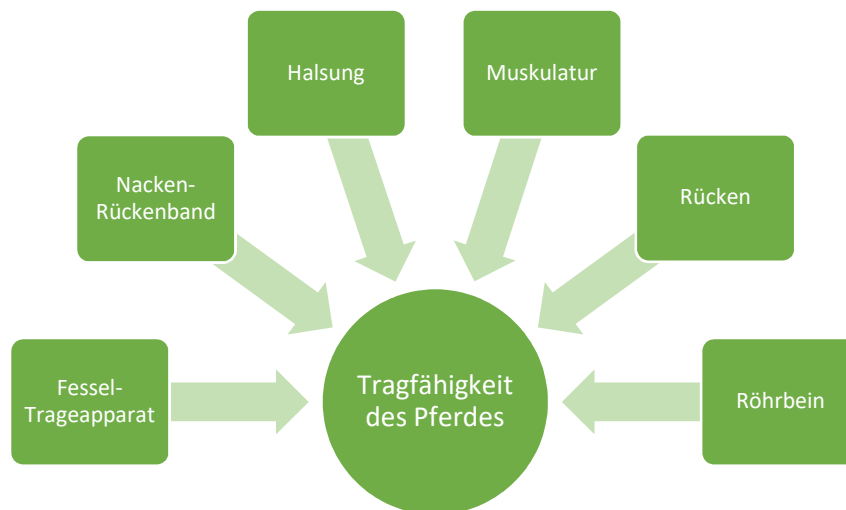 Halsung
Muskulatur
Nacken-
Rückenband
Rücken
Fessel-
Trageapparat
Tragfähigkeit
des Pferdes
Röhrbein